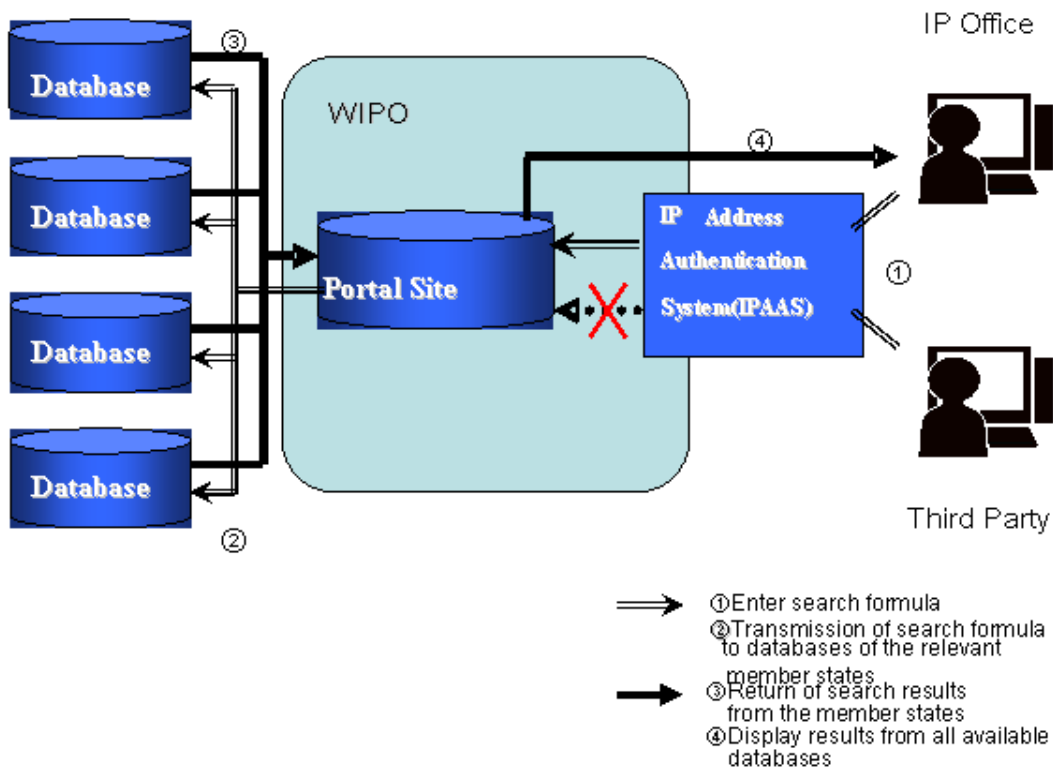 ③
IP Office
Database
WIPO
④
Database
IP Address
Authentication
System(IPAAS)
①
Portal Site
Database
Database
②
Third Party
①Enter search formula
②Transmission of search formula
to databases of the relevant
member states
③Return of search results
from the member states
④Display results from all available
databases